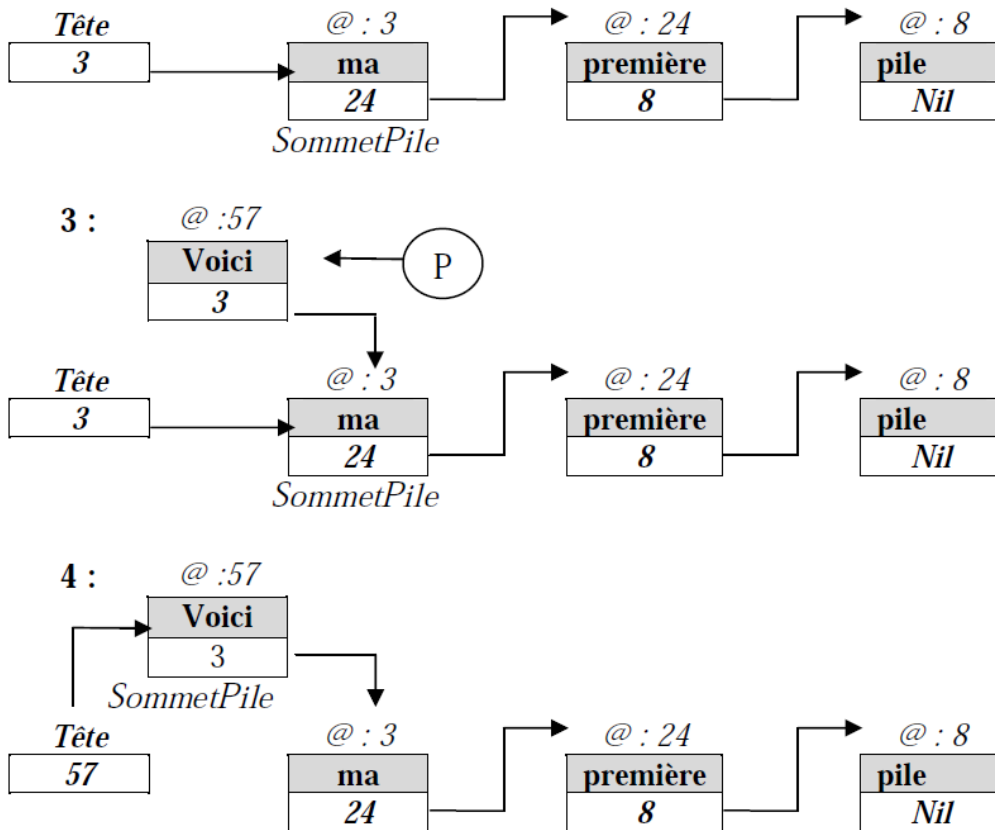 Tête @ : 3 @ : 24 @ : 8
3 ma première pile
24 8 Nil
SommetPile
3 : @ :57
Voici P
3
Tête @ : 3 @ : 24 @ : 8
3 ma première pile
24 8 Nil
SommetPile
4 : @ :57
Voici
3
SommetPile
Tête @ : 3 @ : 24 @ : 8
57 ma première pile
24 8 Nil